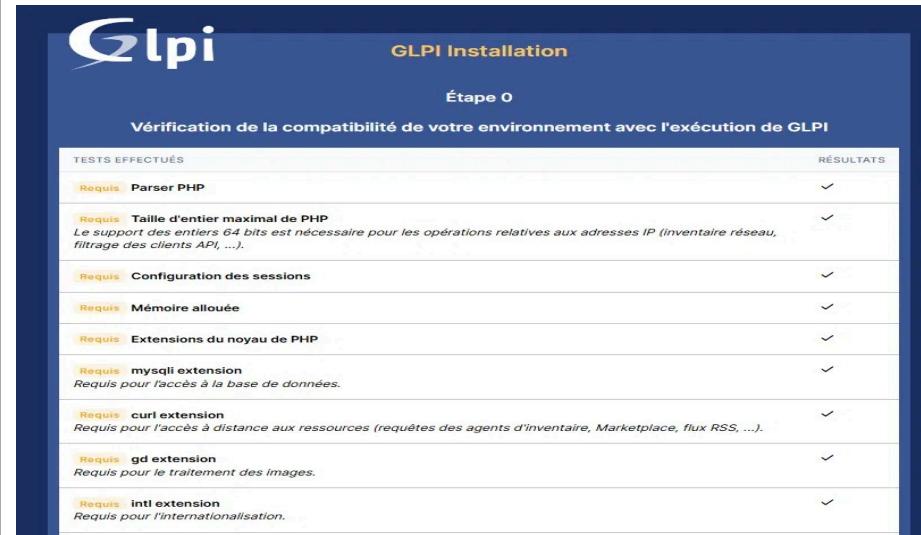 Glpi
GLPI Installation
Étape 0
Vérification de la compatibilité de votre environnement avec l'exécution de GLPI
TESTS EFFECTUÉS RÉSULTATS
Requis Parser PHP
Requis Taille d'entier maximal de PHP
Le support des entiers 64 bits est nécessaire pour les opérations relatives aux adresses IP (inventaire réseau,
filtrage des clients API, ...).
Requis Configuration des sessions
Requis Mémoire allouée
Requis Extensions du noyau de PHP
Requis mysqli extension
Requis pour l'accès à la base de données.
Requis curl extension
Requis pour l'accès à distance aux ressources (requêtes des agents d'inventaire, Marketplace, flux RSS, ...).
Requis gd extension
Requis pour le traitement des images.
Requis intl extension
Requis pour l'internationalisation.